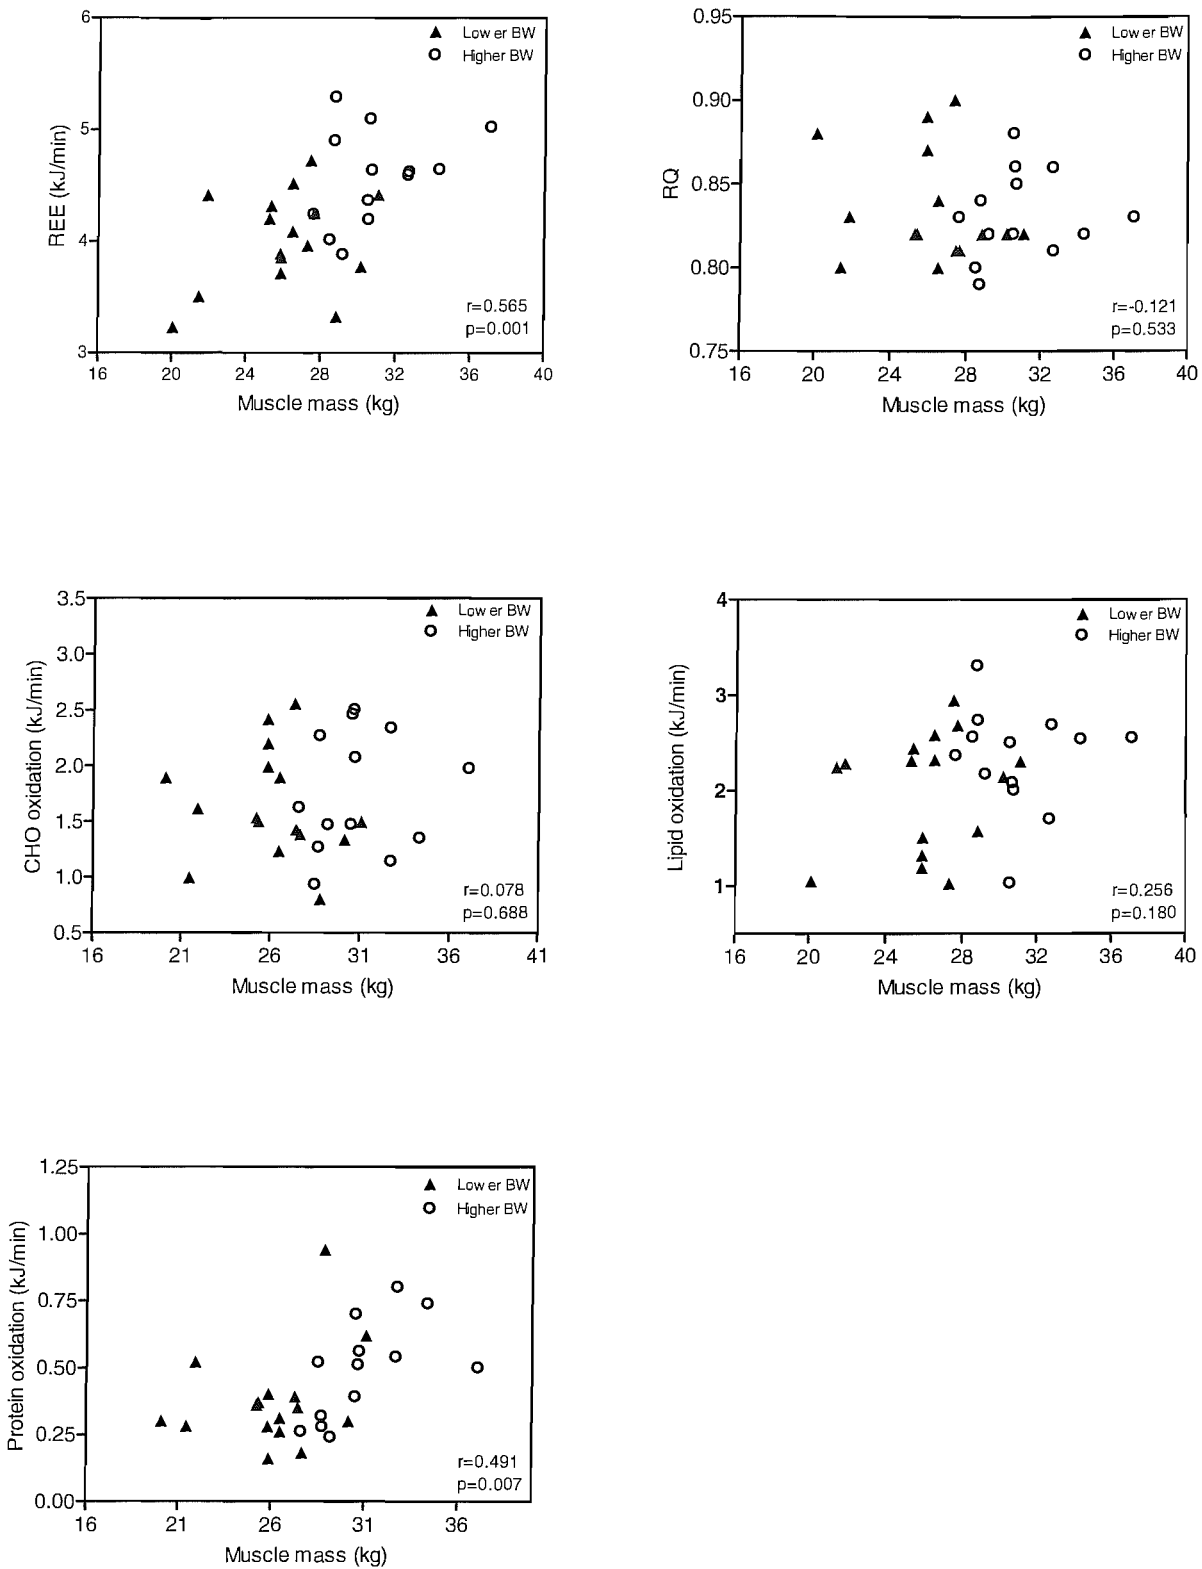 6
5
4
3
REE (kJ/min)
Lower BW
Higher BW
r=0.565
p=0.001
16 20 24 28 32 36 40
Muscle mass (kg)
0.95
0.90
0.85
0.80
0.75
RQ
Lower BW
Higher BW
r=-0.121
p=0.533
16 20 24 28 32 36 40
Muscle mass (kg)
3.5
3.0
2.5
2.0
1.5
1.0
0.5
CHO oxidation (kJ/min)
Lower BW
Higher BW
r=0.078
p=0.688
16 21 26 31 36 41
Muscle mass (kg)
4
3
2
1
Lipid oxidation (kJ/min)
Lower BW
Higher BW
r=0.256
p=0.180
16 20 24 28 32 36 40
Muscle mass (kg)
1.25
1.00
0.75
0.50
0.25
0.00
Protein oxidation (kJ/min)
Lower BW
Higher BW
r=0.491
p=0.007
16 21 26 31 36
Muscle mass (kg)